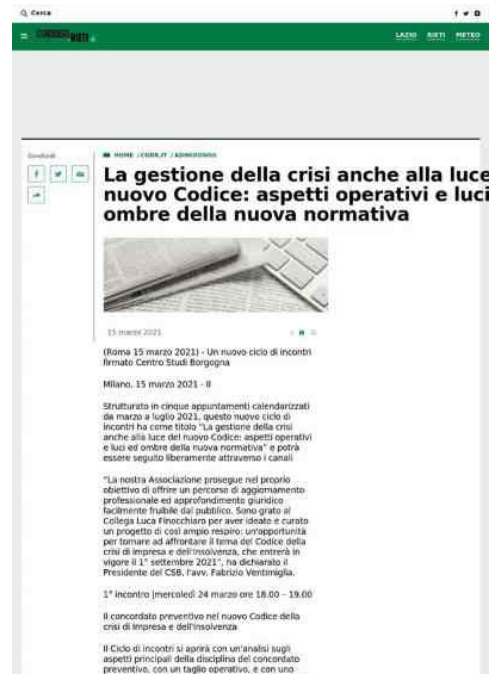 Cerca
RIETI
LAZIO RIETI METEO
Condividi
HOME / CORR.IT / ADNKRONOS
La gestione della crisi anche alla luce
nuovo Codice: aspetti operativi e luci
ombre della nuova normativa
15 marzo 2021
(Roma 15 marzo 2021) - Un nuovo ciclo di incontri
firmato Centro Studi Borgogna
Milano, 15 marzo 2021 - Il
Strutturato in cinque appuntamenti calendarizzati
da marzo a luglio 2021, questo nuovo ciclo di
incontri ha come titolo "La gestione della crisi
anche alla luce del nuovo Codice: aspetti operativi
e luci ed ombre della nuova normativa" e potrà
essere seguito liberamente attraverso i canali
"La nostra Associazione prosegue nel proprio
obiettivo di offrire un percorso di aggiornamento
professionale ed approfondimento giuridico
facilmente fruibile dal pubblico. Sono grato al
Collega Luca Finocchiaro per aver ideato e curato
un progetto di così ampio respiro: un'opportunità
per tornare ad affrontare il tema del Codice della
crisi di impresa e dell'insolvenza, che entrerà in
vigore il 1° settembre 2021", ha dichiarato il
Presidente del CSB, l'avv. Fabrizio Ventimiglia.
1° incontro |mercoledì 24 marzo ore 18.00 – 19.00
Il concordato preventivo nel nuovo Codice della
crisi di Impresa e dell'Insolvenza
Il Ciclo di incontri si aprirà con un'analisi sugli
aspetti principali della disciplina del concordato
preventivo, con un taglio operativo, e con uno